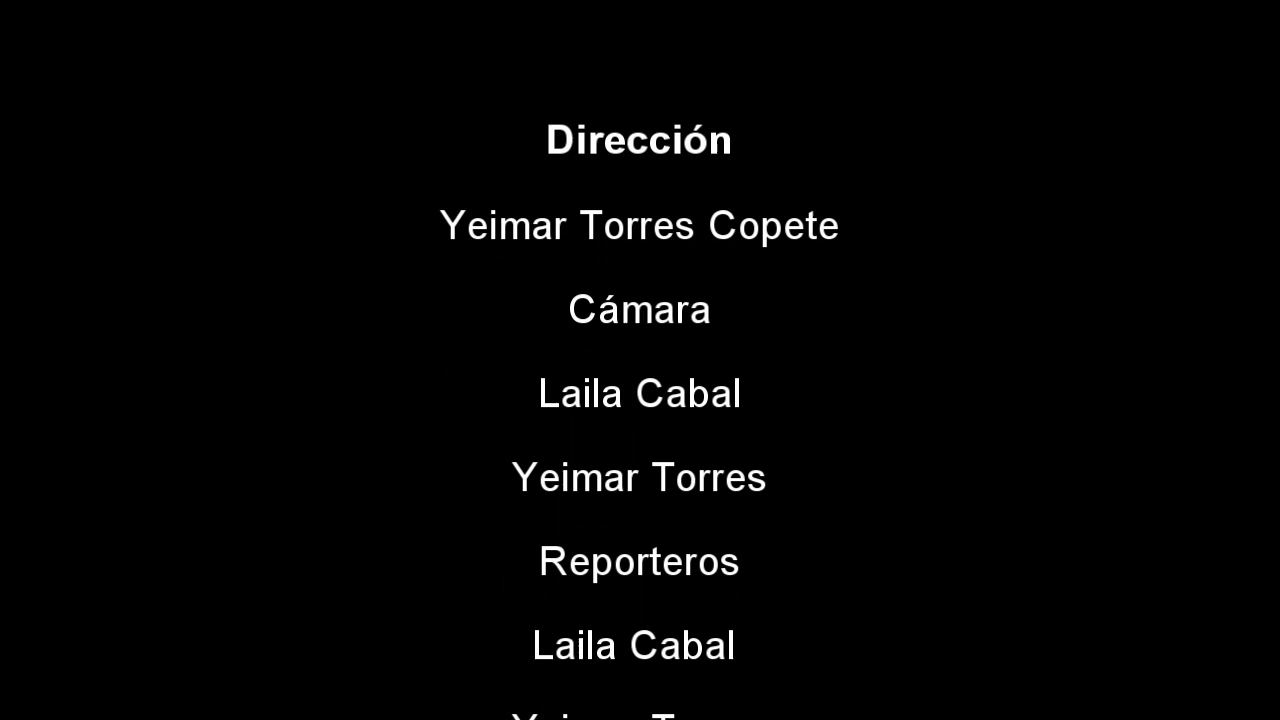 Dirección
Yeimar Torres Copete
Cámara
Laila Cabal
Yeimar Torres
Reporteros
Laila Cabal